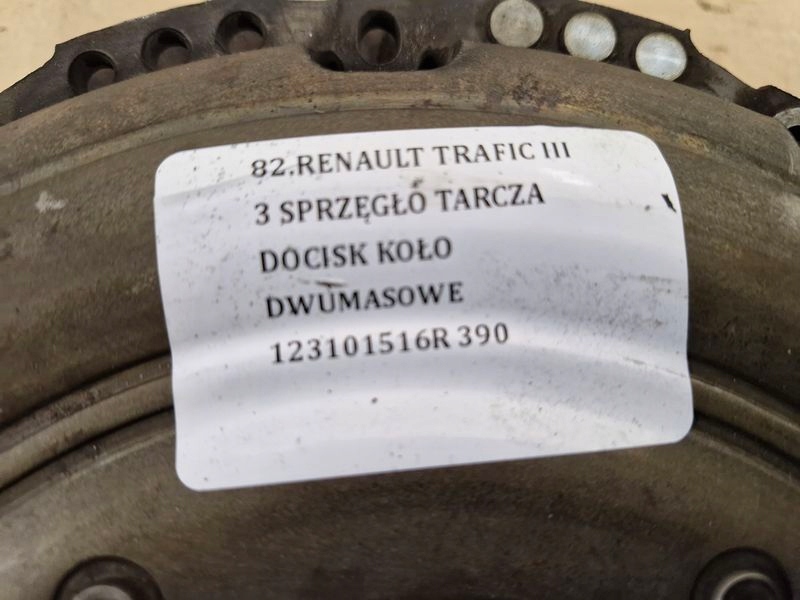 82.RENAULT TRAFIC III
3 SPRZĘGŁO TARCZA
DOCISK KOŁO
DWUMASOWE
123101516R 390